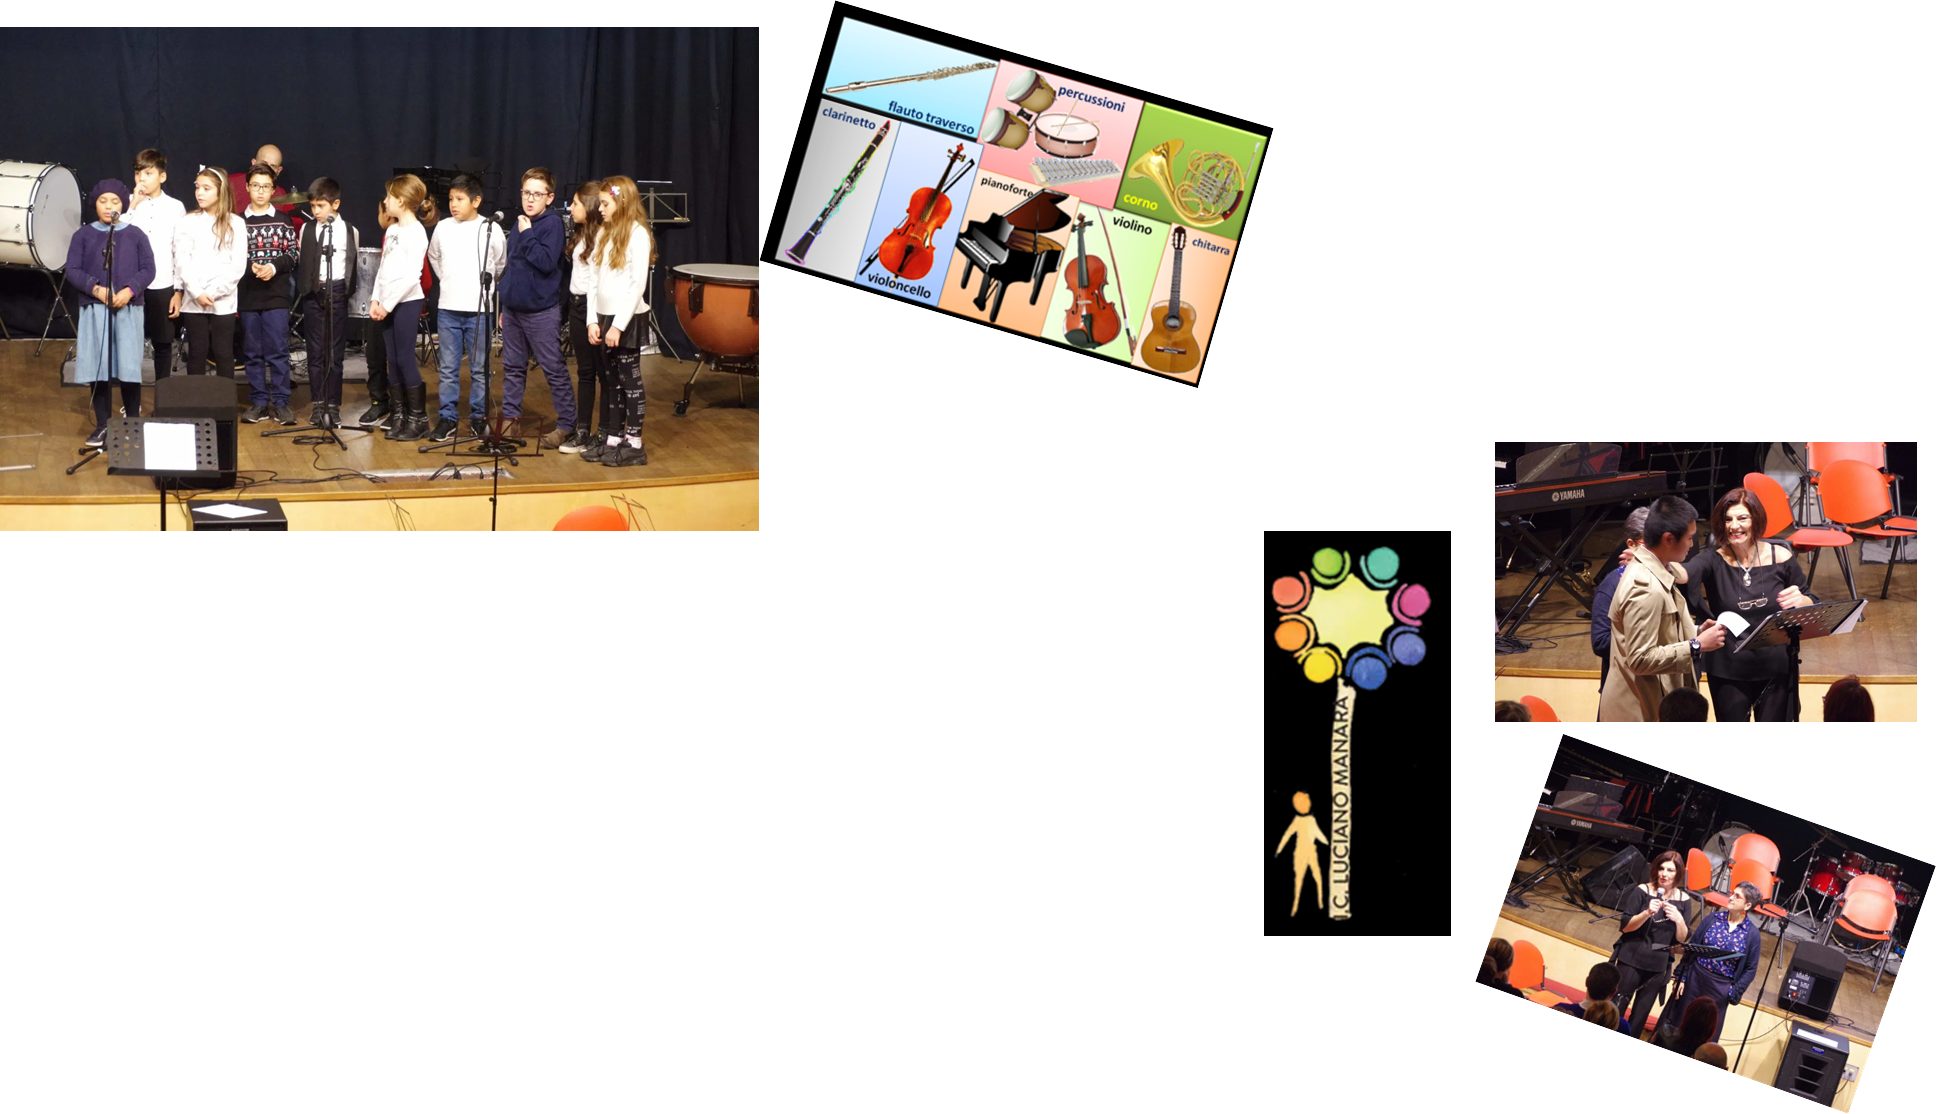 flauto traverso
percussioni
clarinetto
corno
violoncello
pianoforte
violino
chitarra
YAMAHA
I.C. LUCIANO MANARA
YAMAHA